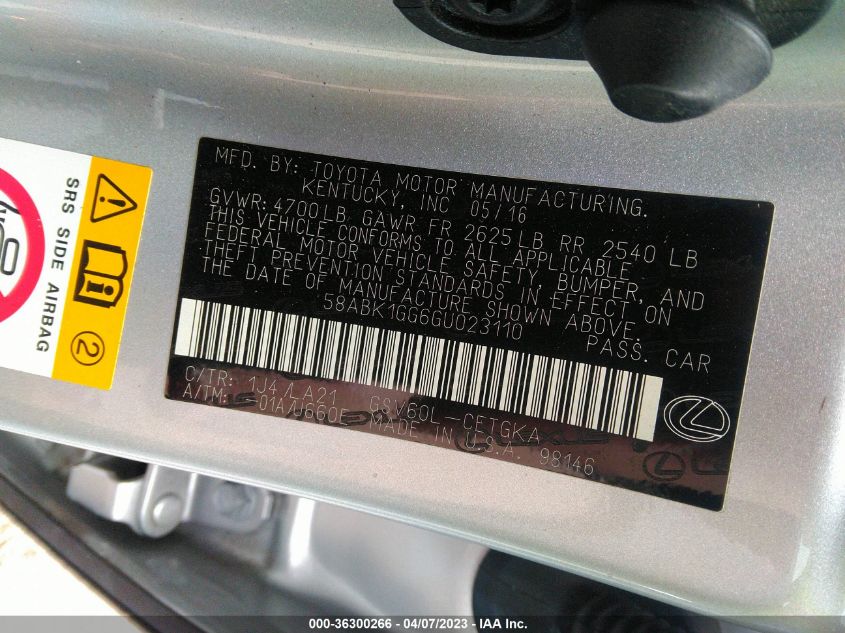 MFD. BY: TOYOTA MOTOR MANUFACTURING.
KENTUCKY, INC 05/16
GVWR: 4700LB GAWR FR 2625LB RR 2540 LB
THIS VEHICLE CONFORMS TO ALL APPLICABLE
FEDERAL MOTOR VEHICLE SAFETY, BUMPER, AND
THEFT PREVENTION STANDARDS IN EFFECT ON
THE DATE OF MANUFACTURE SHOWN ABOVE.
58ABK1GG6GU023110
PASS. CAR
C/TR: 1J4/LA21 GSV60L-CETGKA
A/TM: -01A/U660E MADE IN U.S.A. 98146
SRS SIDE AIRBAG
2
000-36300266 - 04/07/2023 - IAA Inc.